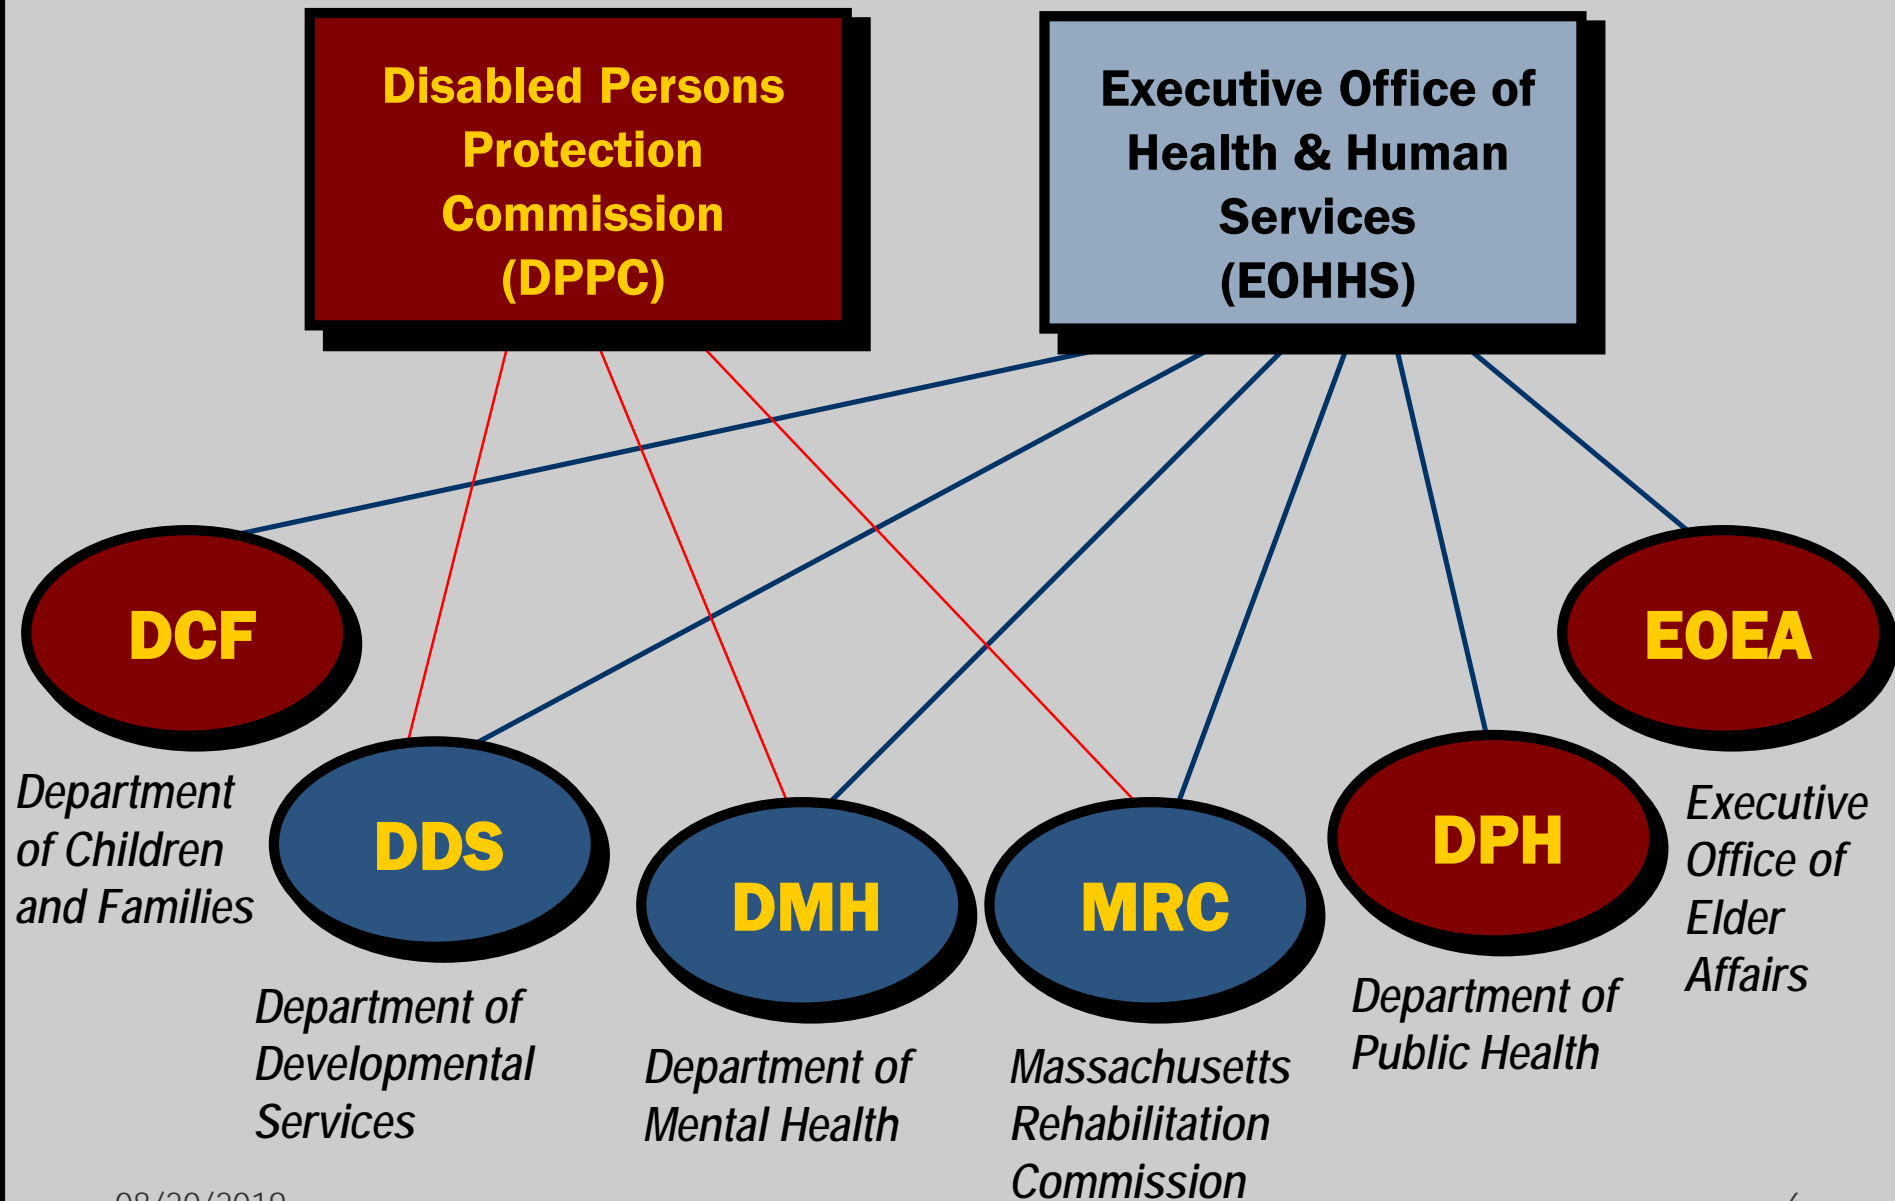 Disabled Persons
Protection
Commission
(DPPC)
Executive Office of
Health & Human
Services
(EOHHS)
DCF
Department
of Children
and Families
DDS
Department of
Developmental
Services
DMH
Department of
Mental Health
MRC
Massachusetts
Rehabilitation
Commission
DPH
Department of
Public Health
EOEA
Executive
Office of
Elder
Affairs